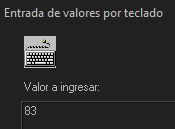 Entrada de valores por teclado
Valor a ingresar:
83